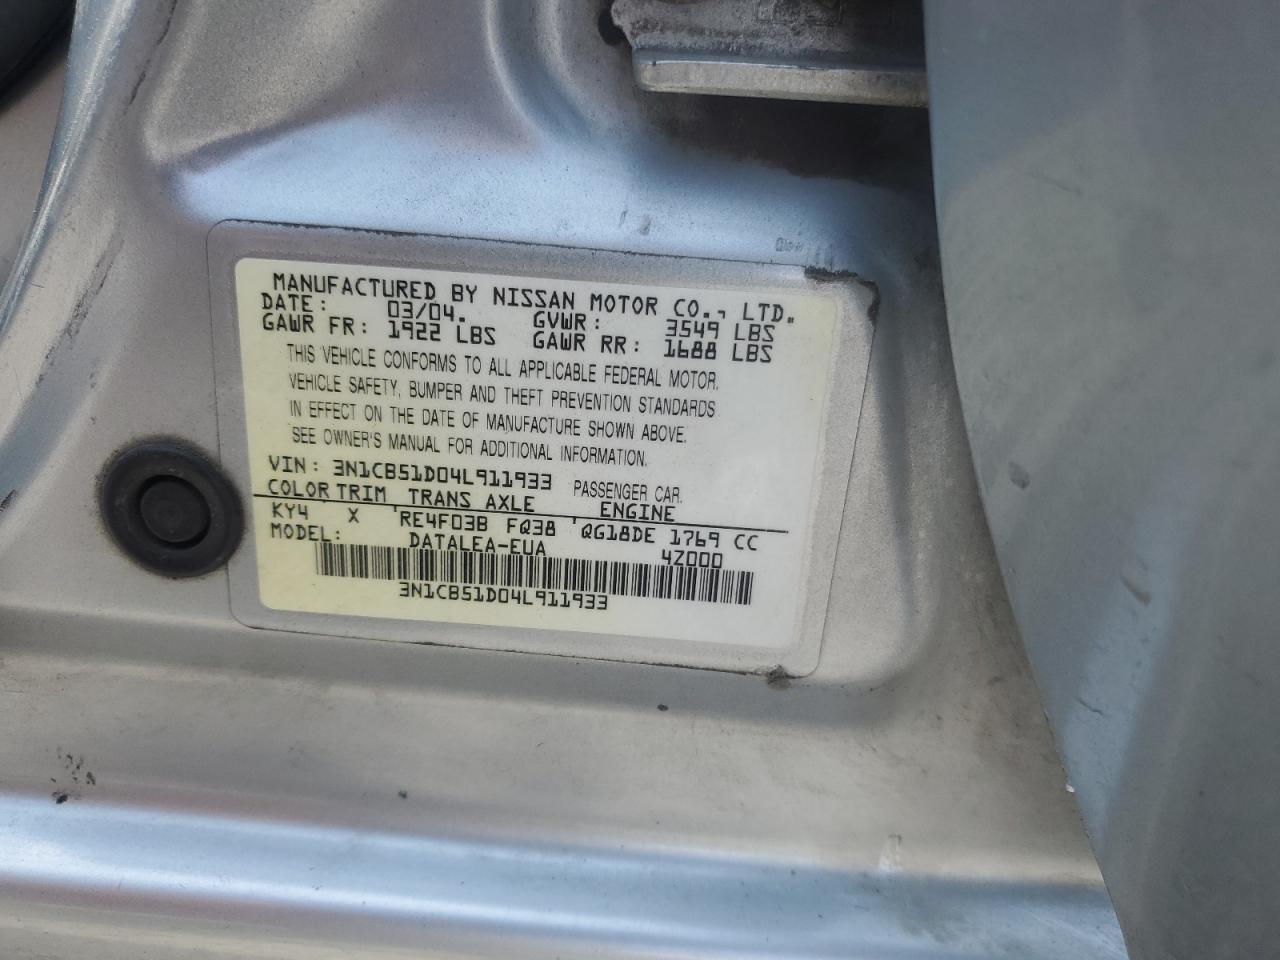 MANUFACTURED BY NISSAN MOTOR CO., LTD.
DATE: 03/04. GVWR: 3549 LBS
GAWR FR: 1922 LBS GAWR RR: 1688 LBS
THIS VEHICLE CONFORMS TO ALL APPLICABLE FEDERAL MOTOR.
VEHICLE SAFETY, BUMPER AND THEFT PREVENTION STANDARDS
IN EFFECT ON THE DATE OF MANUFACTURE SHOWN ABOVE.
SEE OWNER'S MANUAL FOR ADDITIONAL INFORMATION.
VIN: 3N1CB51D04L911933 PASSENGER CAR.
COLOR TRIM TRANS AXLE ENGINE
KY4 X RE4F03B FQ38 QG18DE 1769 CC
MODEL: DATALEA-EUA 4Z000
3N1CB51D04L911933